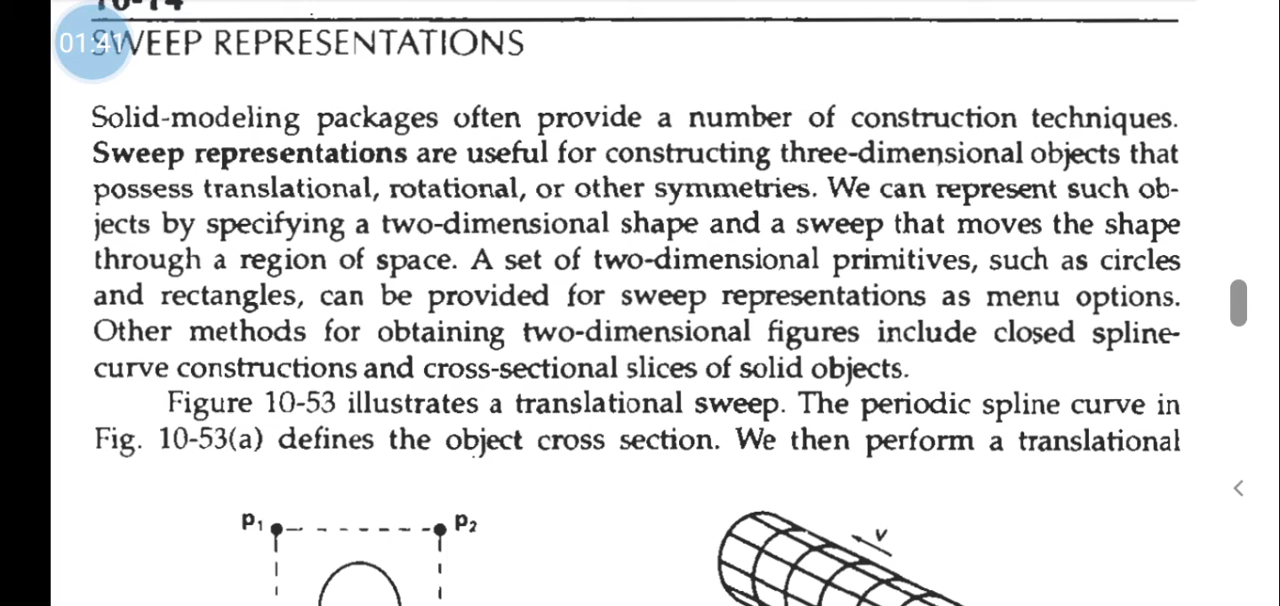 10-14
01:41
SWEEP REPRESENTATIONS
Solid-modeling packages often provide a number of construction techniques.
Sweep representations are useful for constructing three-dimensional objects that
possess translational, rotational, or other symmetries. We can represent such ob-
jects by specifying a two-dimensional shape and a sweep that moves the shape
through a region of space. A set of two-dimensional primitives, such as circles
and rectangles, can be provided for sweep representations as menu options.
Other methods for obtaining two-dimensional figures include closed spline-
curve constructions and cross-sectional slices of solid objects.
Figure 10-53 illustrates a translational sweep. The periodic spline curve in
Fig. 10-53(a) defines the object cross section. We then perform a translational
P1 P2
v